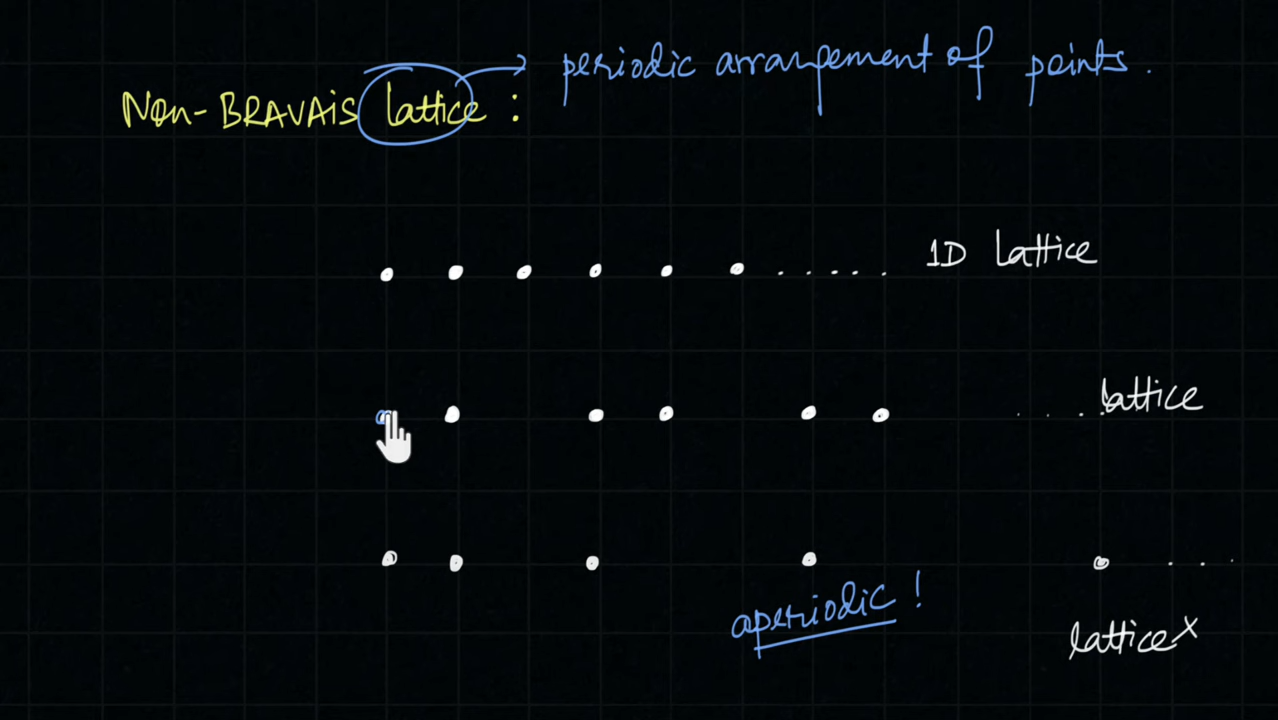 periodic arrangement of points.
Non-BRAVAIS lattice :
1D lattice
lattice
aperiodic !
lattice x